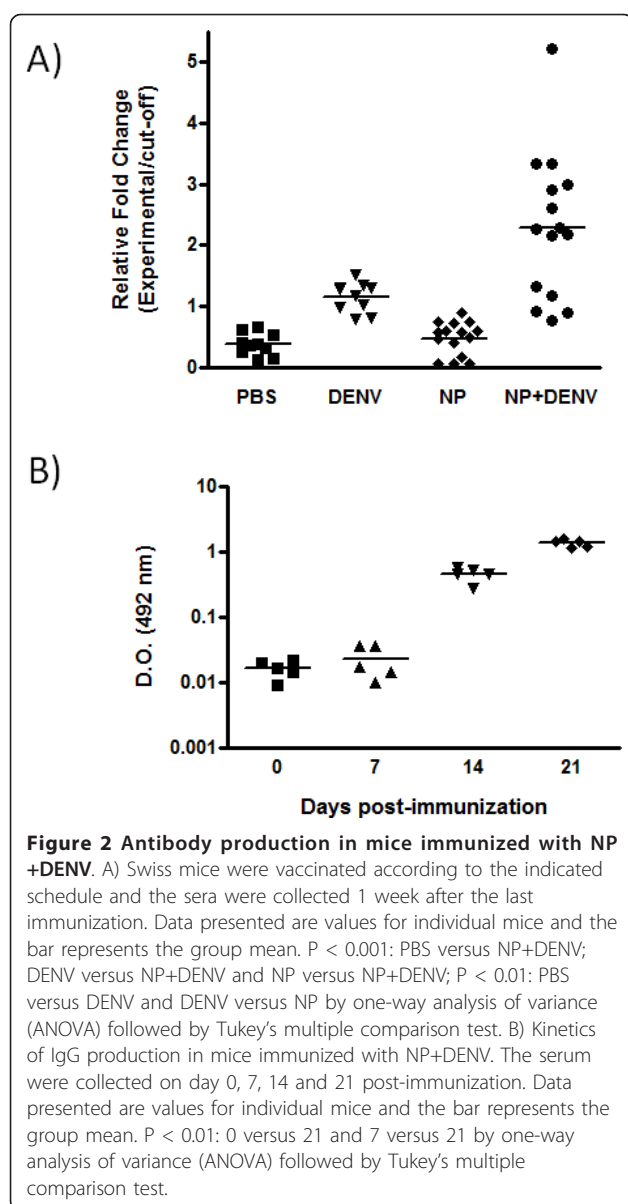 A)
Relative Fold Change
(Experimental/cut-off)
5
4
3
2
1
0
PBS DENV NP NP+DENV
B)
D.O. (492 nm)
10
1
0.1
0.01
0.001
0 7 14 21
Days post-immunization
Figure 2 Antibody production in mice immunized with NP
+DENV. A) Swiss mice were vaccinated according to the indicated
schedule and the sera were collected 1 week after the last
immunization. Data presented are values for individual mice and the
bar represents the group mean. P < 0.001: PBS versus NP+DENV;
DENV versus NP+DENV and NP versus NP+DENV; P < 0.01: PBS
versus DENV and DENV versus NP by one-way analysis of variance
(ANOVA) followed by Tukey's multiple comparison test. B) Kinetics
of IgG production in mice immunized with NP+DENV. The serum
were collected on day 0, 7, 14 and 21 post-immunization. Data
presented are values for individual mice and the bar represents the
group mean. P < 0.01: 0 versus 21 and 7 versus 21 by one-way
analysis of variance (ANOVA) followed by Tukey's multiple
comparison test.